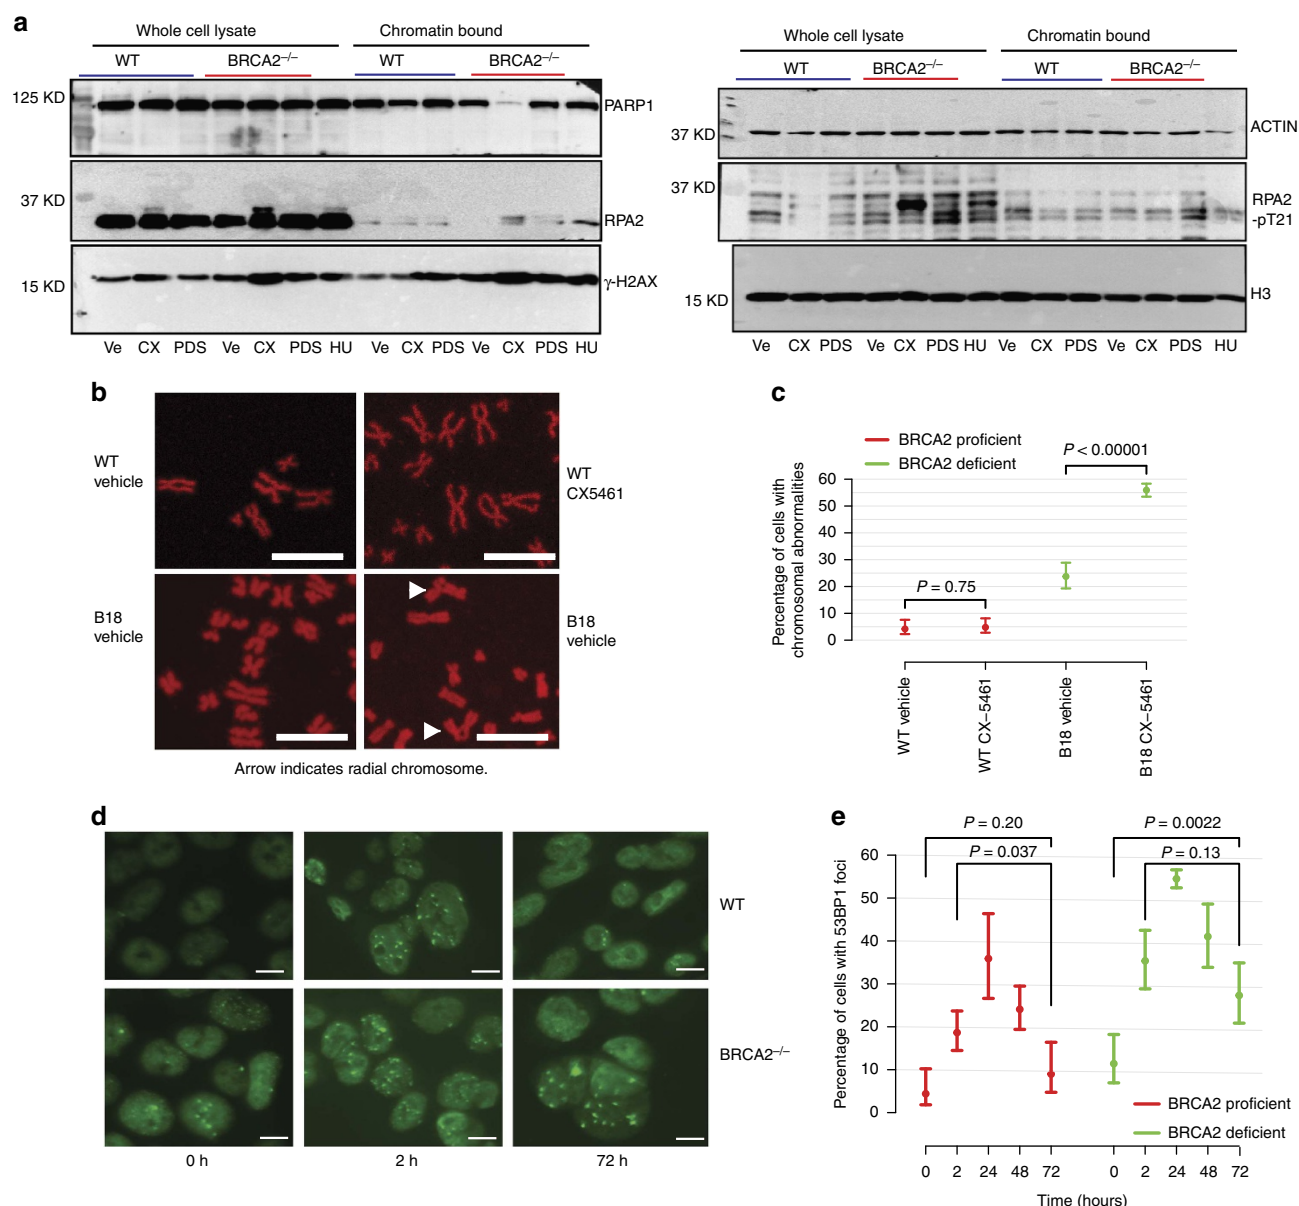 a
Whole cell lysate
Chromatin bound
WT
BRCA2–/–
WT
BRCA2–/–
125 KD
PARP1
37 KD
RPA2
15 KD
γ-H2AX
Ve CX PDS Ve CX PDS HU Ve CX PDS Ve CX PDS HU
Whole cell lysate
Chromatin bound
WT
BRCA2–/–
WT
BRCA2–/–
37 KD
ACTIN
37 KD
RPA2
-pT21
15 KD
H3
Ve CX PDS Ve CX PDS HU Ve CX PDS Ve CX PDS HU
b
WT
vehicle
WT
CX5461
B18
vehicle
B18
vehicle
Arrow indicates radial chromosome.
c
BRCA2 proficient
BRCA2 deficient
P < 0.00001
P = 0.75
Percentage of cells with
chromosomal abnormalities
60
50
40
30
20
10
0
WT vehicle
WT CX–5461
B18 vehicle
B18 CX–5461
d
WT
BRCA2–/–
0 h
2 h
72 h
e
P = 0.20
P = 0.037
P = 0.0022
P = 0.13
Percentage of cells with 53BP1 foci
60
50
40
30
20
10
0
BRCA2 proficient
BRCA2 deficient
0 2 24 48 72 0 2 24 48 72
Time (hours)